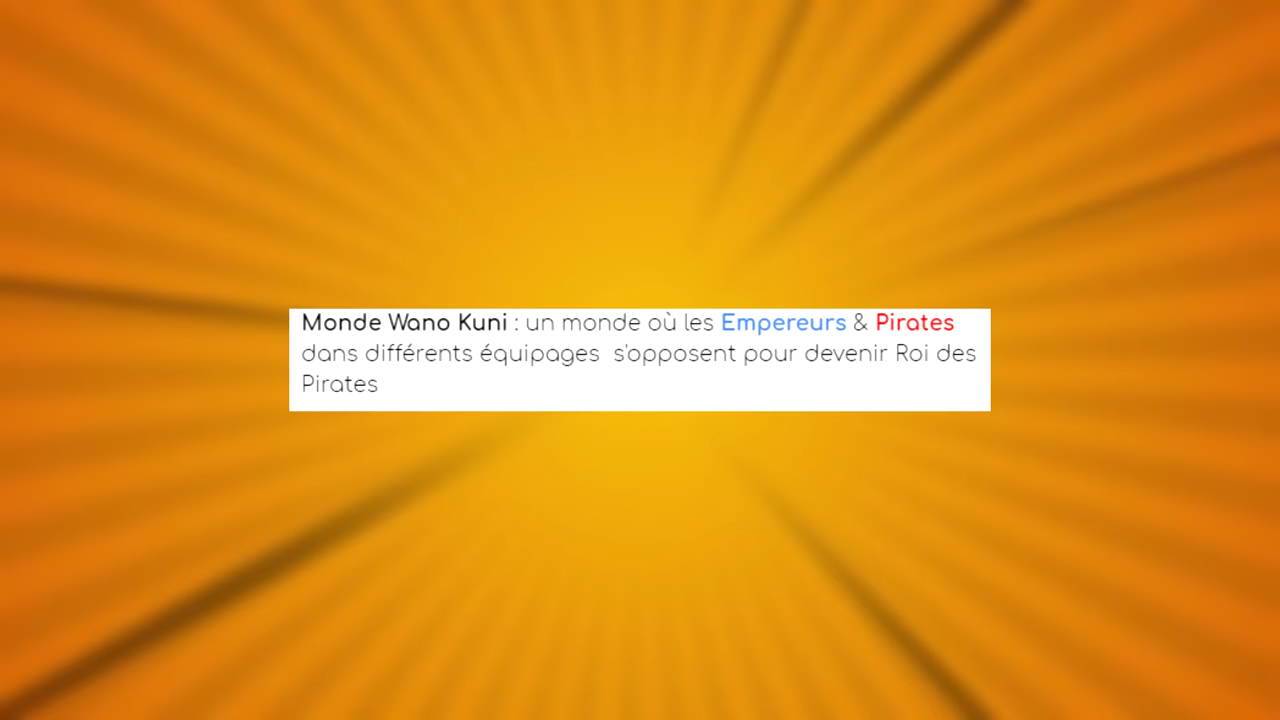 Monde Wano Kuni : un monde où les Empereurs & Pirates
dans différents équipages  s'opposent pour devenir Roi des
Pirates